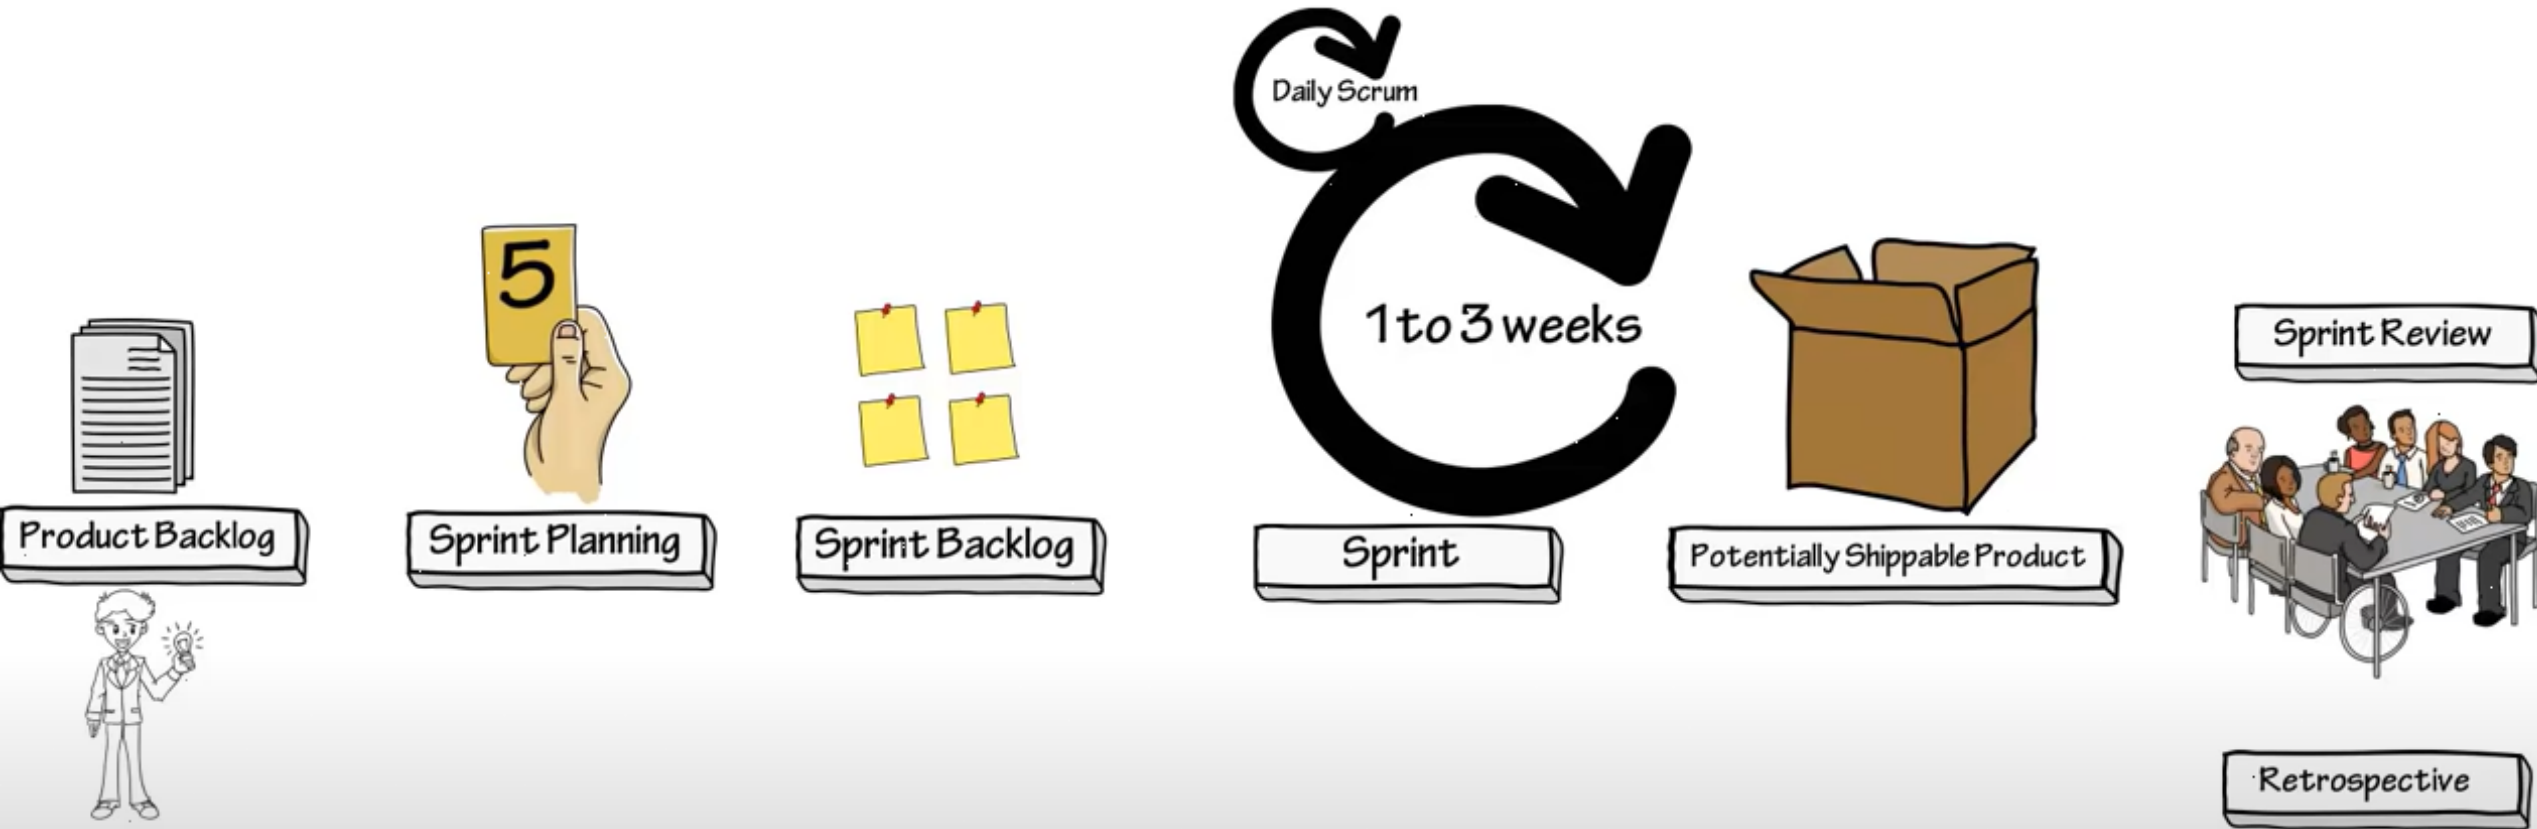 Daily Scrum
5
1 to 3 weeks
Sprint Review
Product Backlog
Sprint Planning
Sprint Backlog
Sprint
Potentially Shippable Product
Retrospective